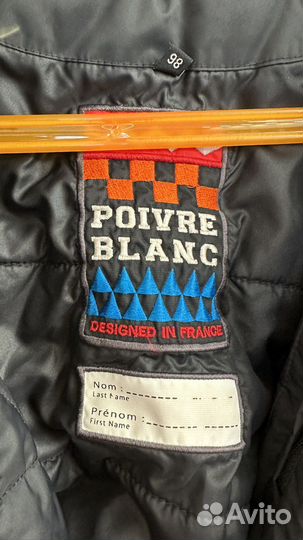 98
POIVRE
BLANC
DESIGNED IN FRANCE
Nom :
Last Name
Prénom :
First Name
Avito